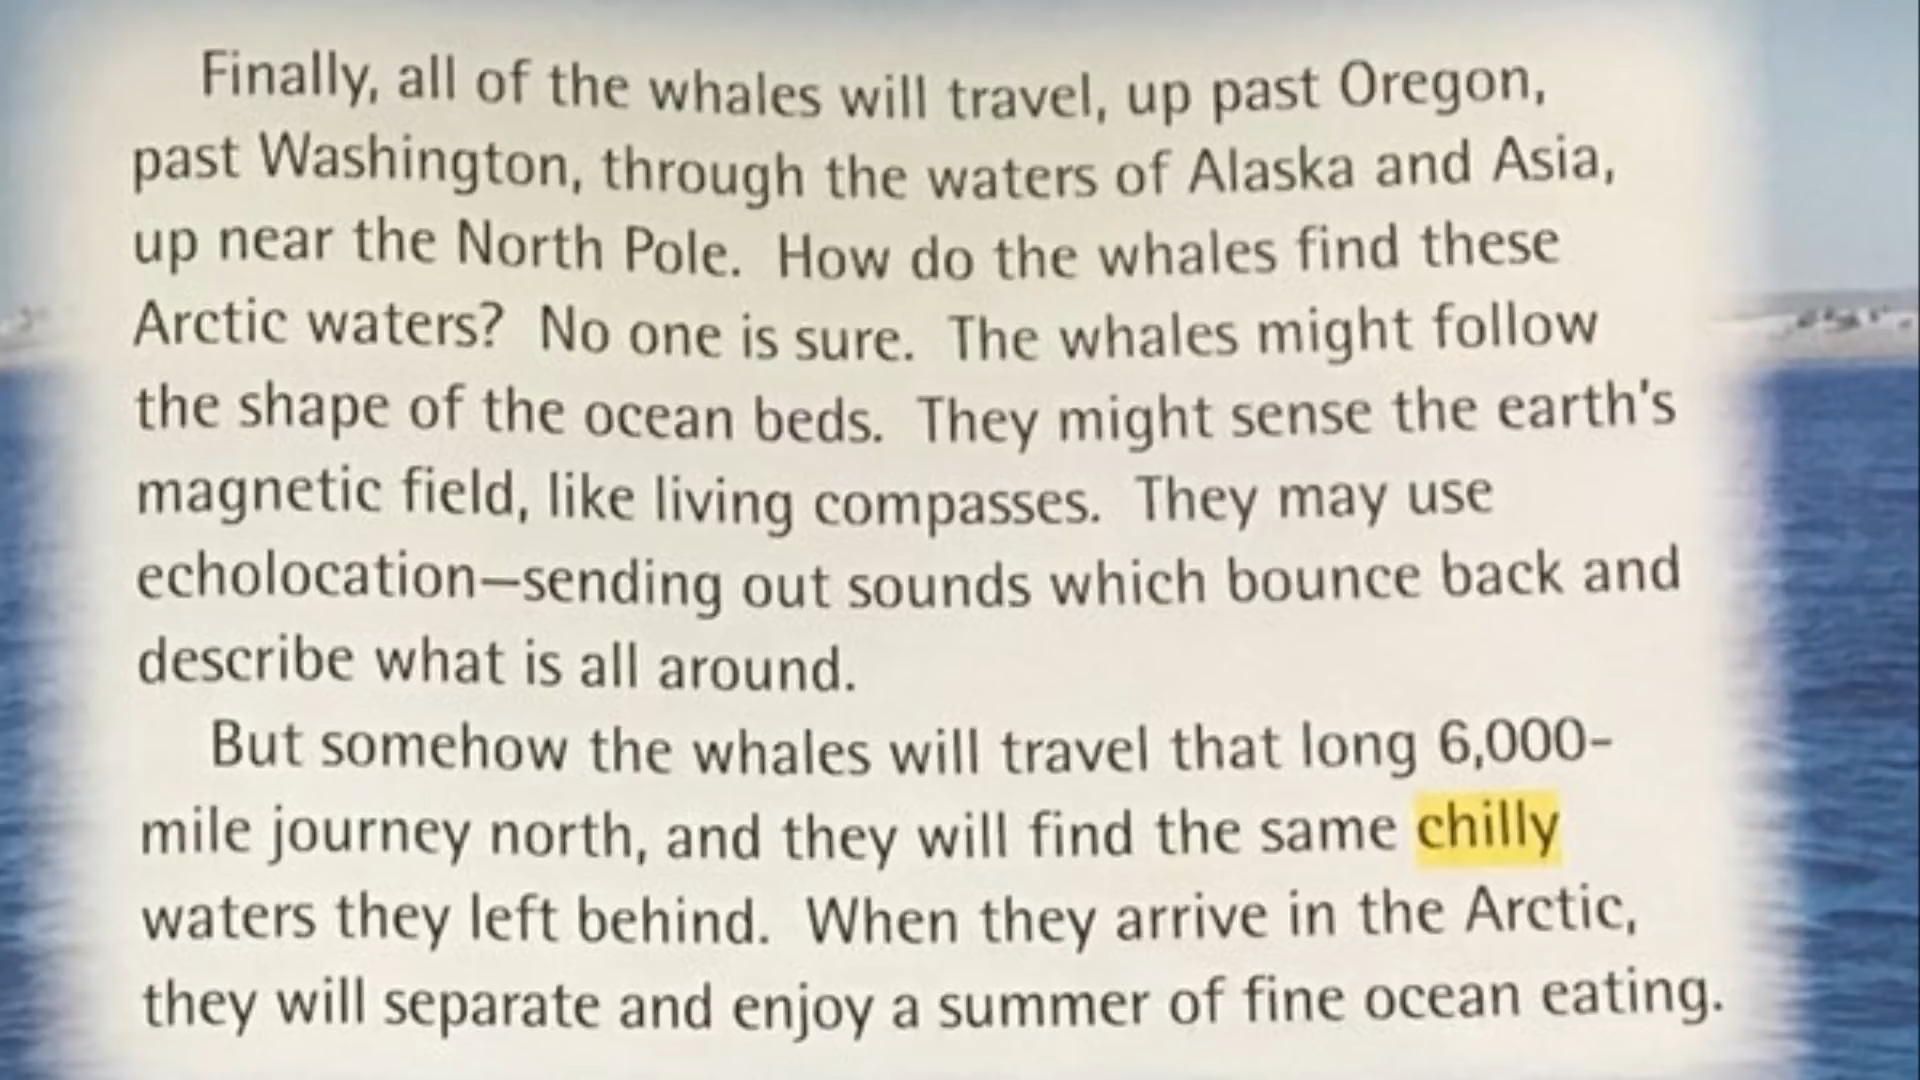 Finally, all of the whales will travel, up past Oregon,
past Washington, through the waters of Alaska and Asia,
up near the North Pole. How do the whales find these
Arctic waters? No one is sure. The whales might follow
the shape of the ocean beds. They might sense the earth's
magnetic field, like living compasses. They may use
echolocation—sending out sounds which bounce back and
describe what is all around.
But somehow the whales will travel that long 6,000-
mile journey north, and they will find the same chilly
waters they left behind. When they arrive in the Arctic,
they will separate and enjoy a summer of fine ocean eating.